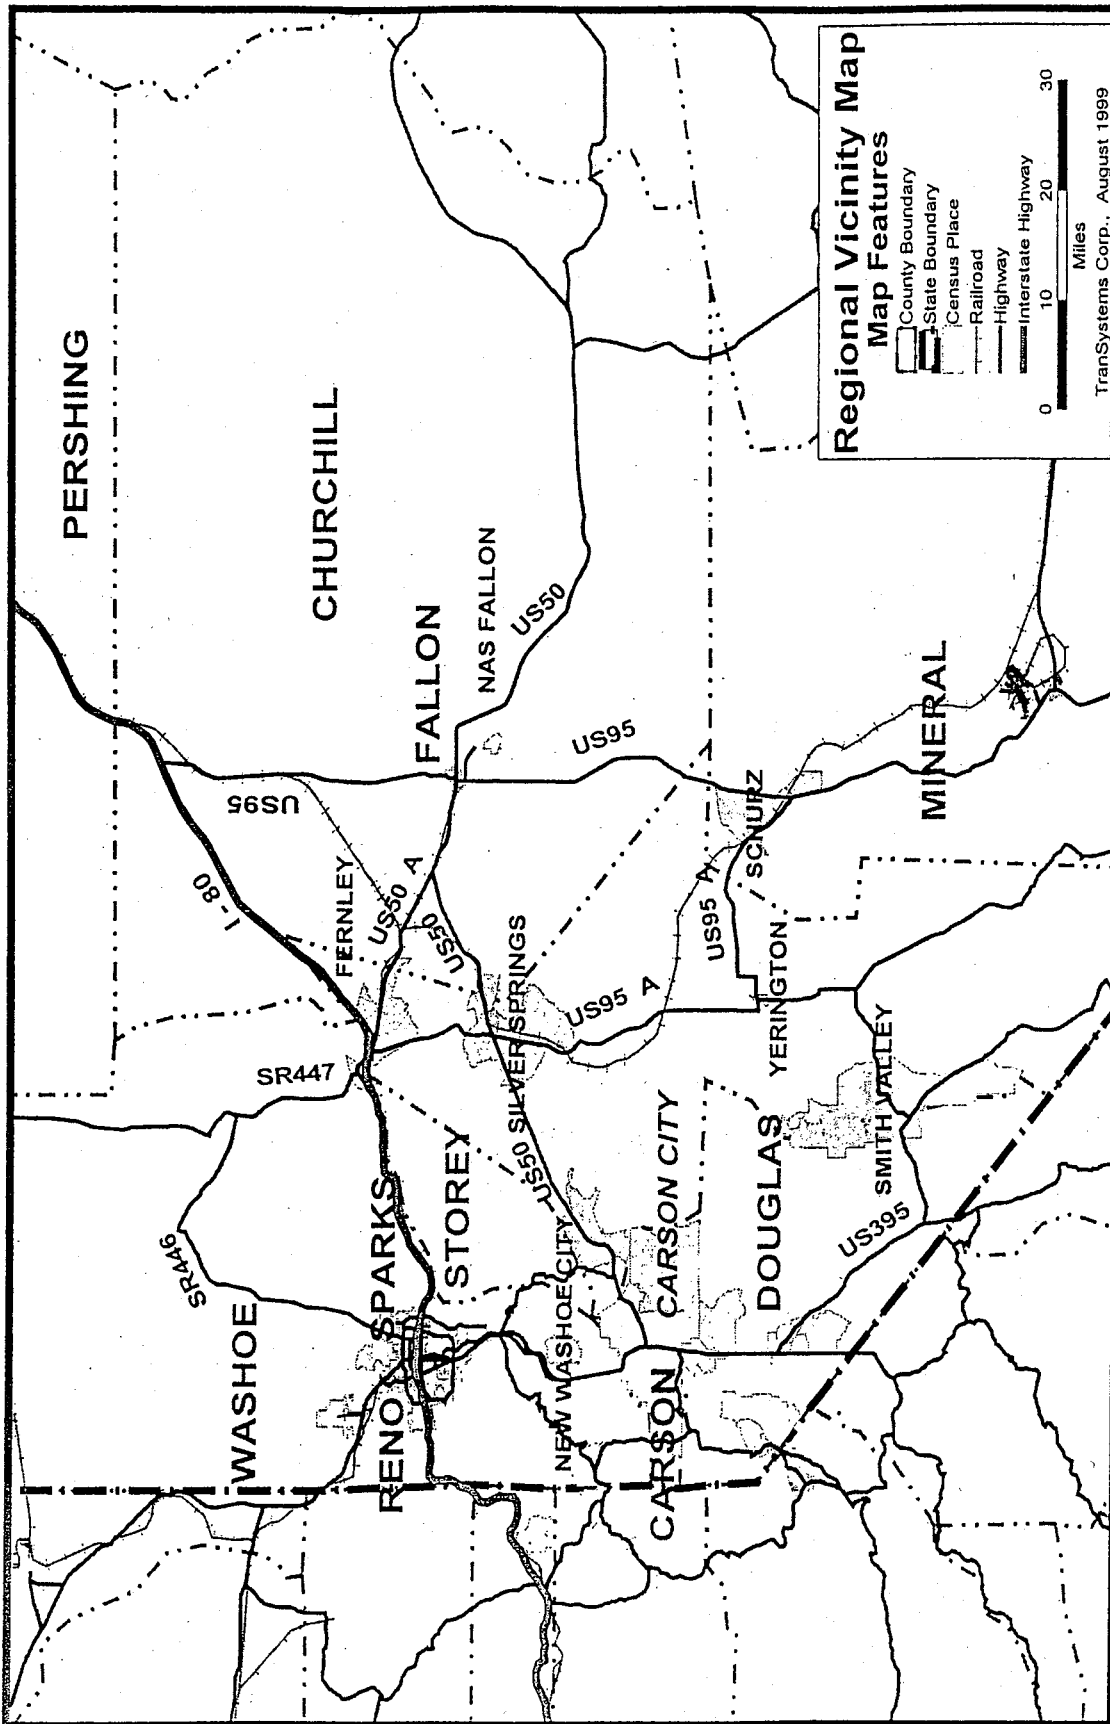 PERSHING
CHURCHILL
I-80
US95
FALLON
NAS FALLON
US50
US95
FERNLEY
US50 A
US50
SILVER SPRINGS
US95 A
US95 A
SCHURZ
MINERAL
YERINGTON
SMITH VALLEY
SR447
SR446
WASHOE
RENO
SPARKS
STOREY
US50
NEW WASHOE CITY
CARSON CITY
CARSON
DOUGLAS
US395
Regional Vicinity Map
Map Features
County Boundary
State Boundary
Census Place
Railroad
Highway
Interstate Highway
0 10 20 30
Miles
TranSystems Corp., August 1999